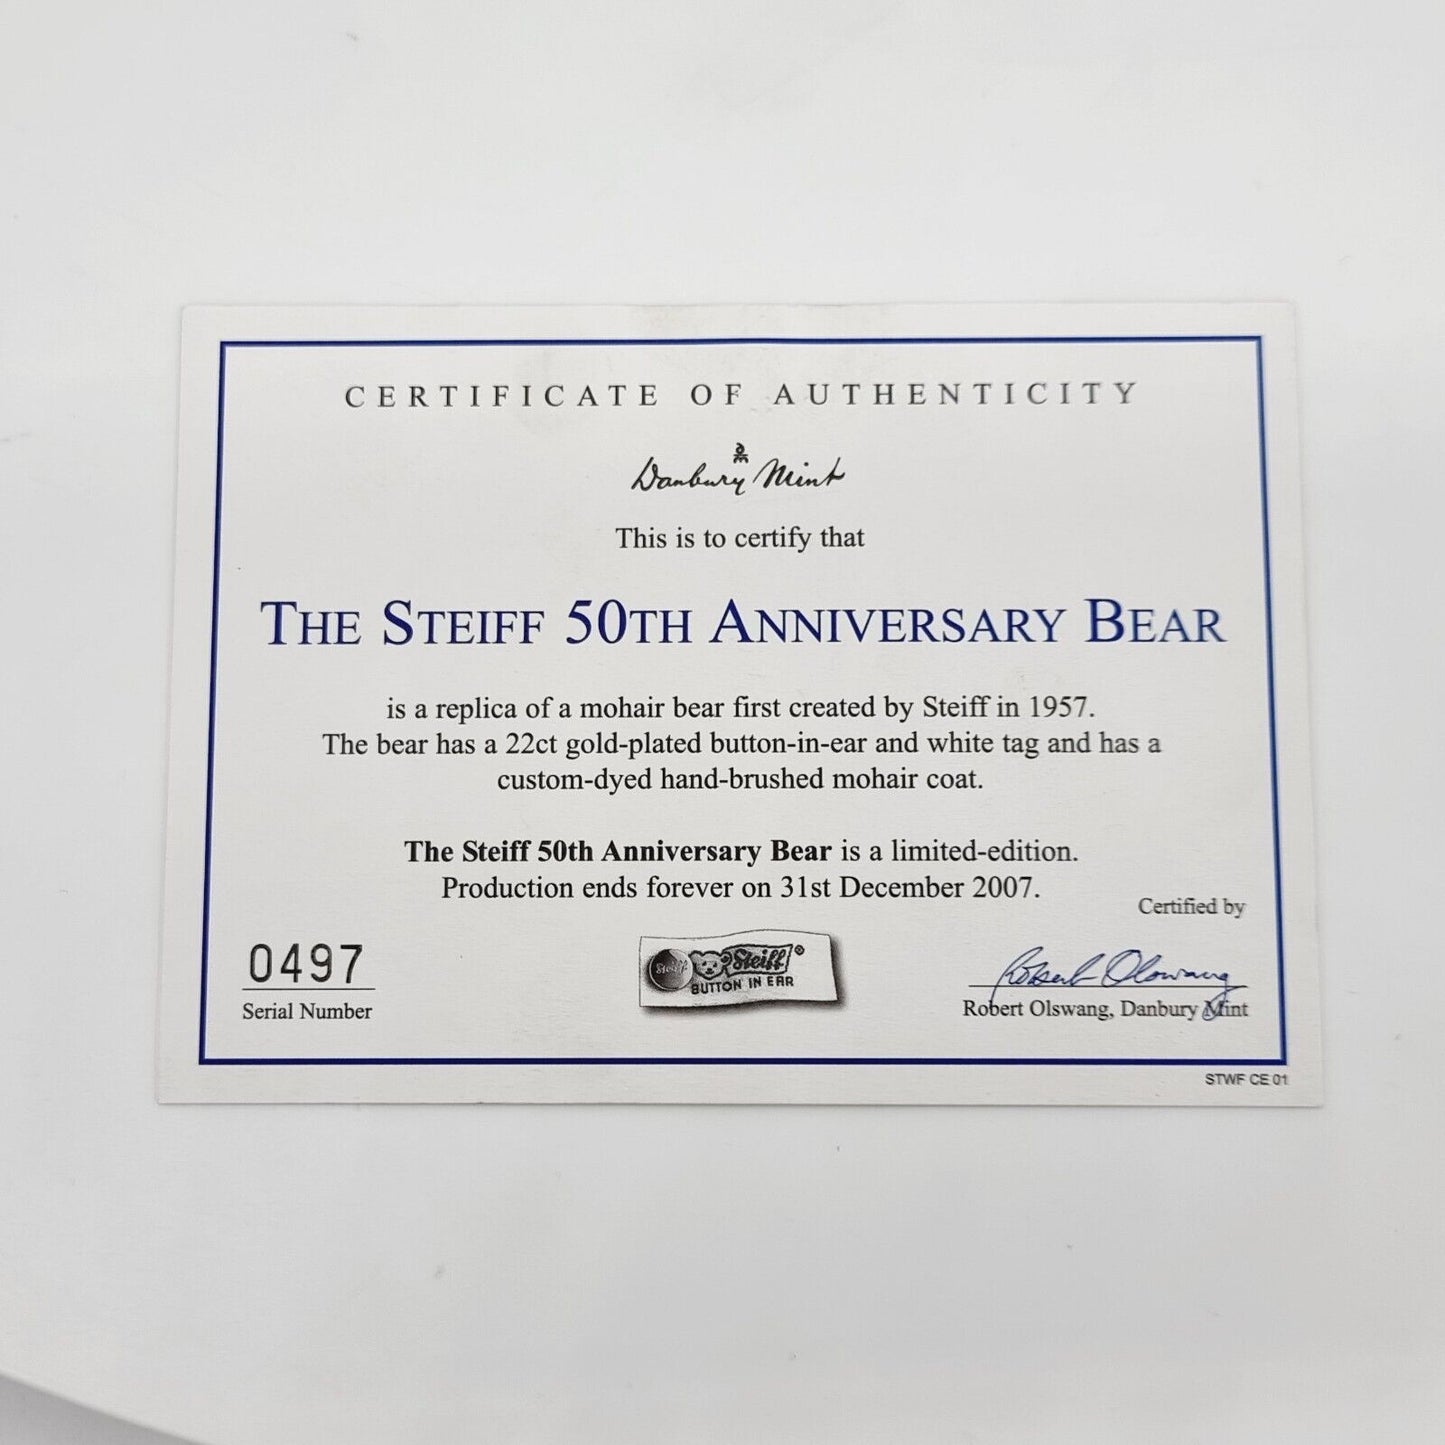 CERTIFICATE OF AUTHENTICITY
Danbury Mint
This is to certify that
THE STEIFF 50TH ANNIVERSARY BEAR
is a replica of a mohair bear first created by Steiff in 1957.
The bear has a 22ct gold-plated button-in-ear and white tag and has a
custom-dyed hand-brushed mohair coat.
The Steiff 50th Anniversary Bear is a limited-edition.
Production ends forever on 31st December 2007.
Certified by
0497
Serial Number
Steiff
Steiff®
BUTTON IN EAR
Robert Olswang
Robert Olswang, Danbury Mint
STWF CE 01